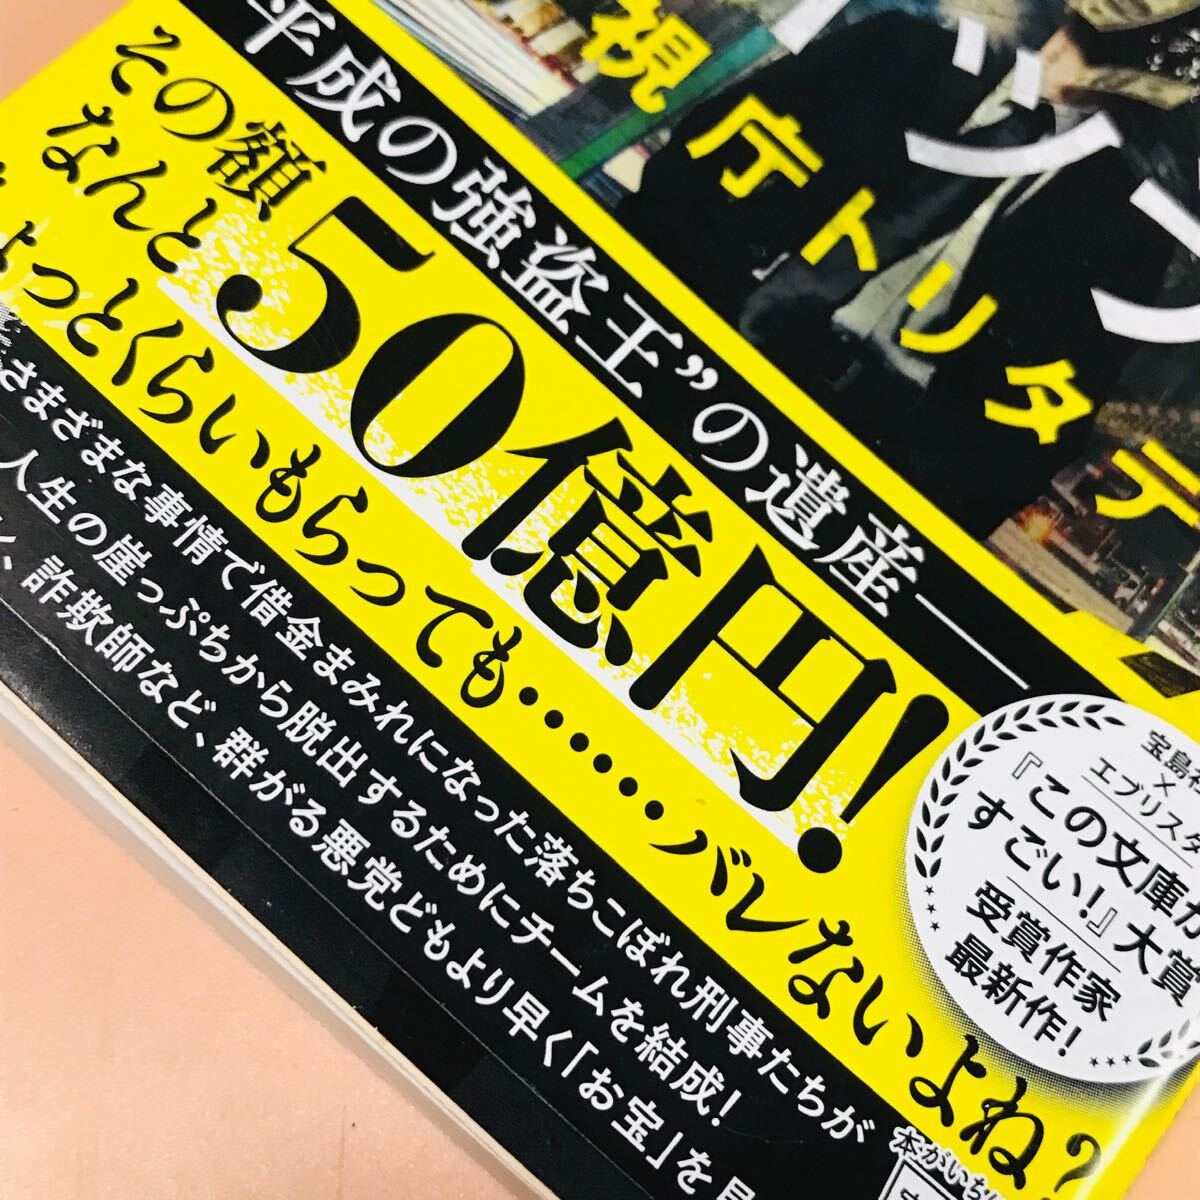 視庁トリタテ
平成の強盗王”の遺産―
その額
なんと
50億円!
ょっとくらいもらっても……バレないよね?
さまざまな事情で借金まみれになった落ちこぼれ刑事たちが
人生の崖っぷちから脱出するためにチームを結成!
、詐欺師など、群がる悪党どもより早く「お宝」を
宝島
×
エブリスタ
『この文庫が
すごい!』大賞
受賞作家
最新作!
本がいち